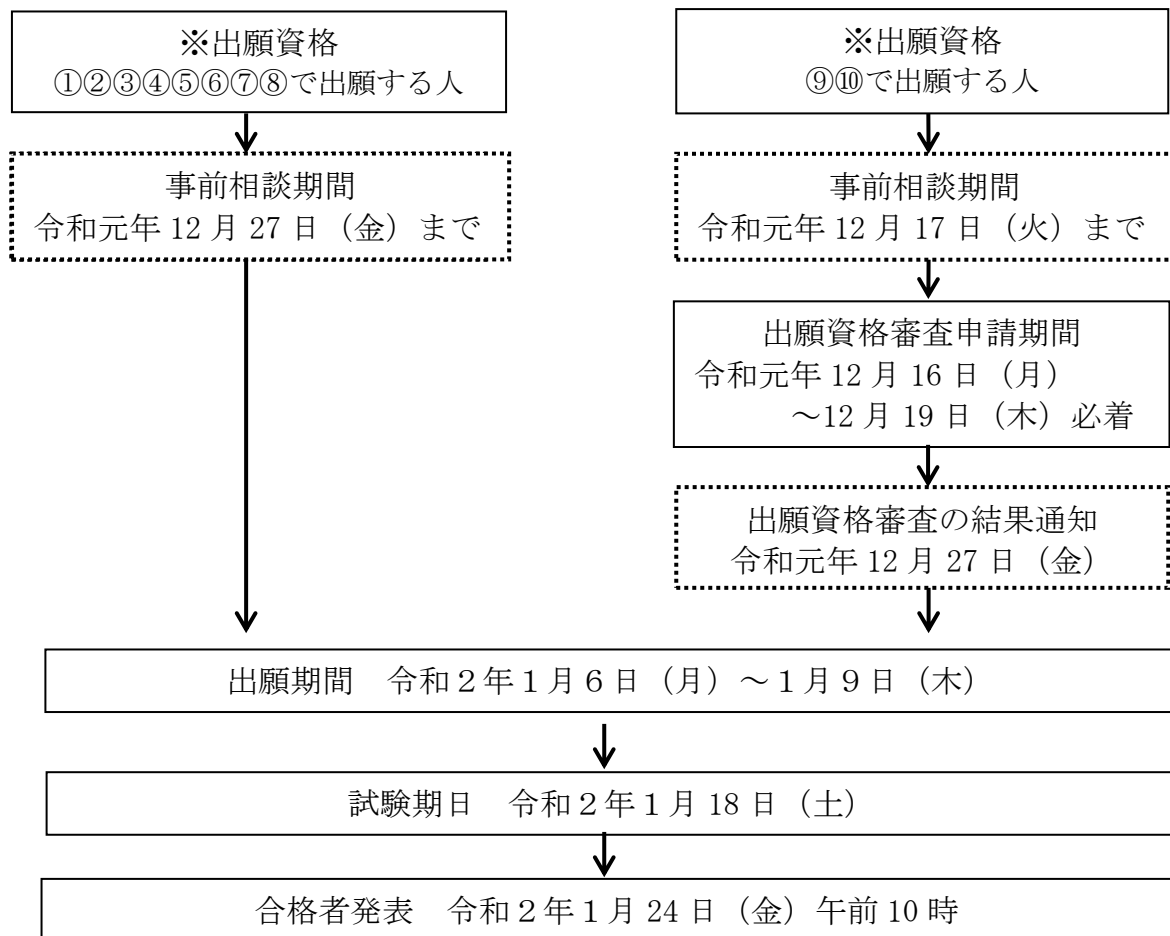 ※出願資格
①②③④⑤⑥⑦⑧で出願する人
事前相談期間
令和元年 12 月 27 日（金）まで
※出願資格
⑨⑩で出願する人
事前相談期間
令和元年 12 月 17 日（火）まで
出願資格審査申請期間
令和元年 12 月 16 日（月）
～12 月 19 日（木）必着
出願資格審査の結果通知
令和元年 12 月 27 日（金）
出願期間　令和２年１月６日（月）～１月９日（木）
試験期日　令和２年１月 18 日（土）
合格者発表　令和２年１月 24 日（金）午前 10 時